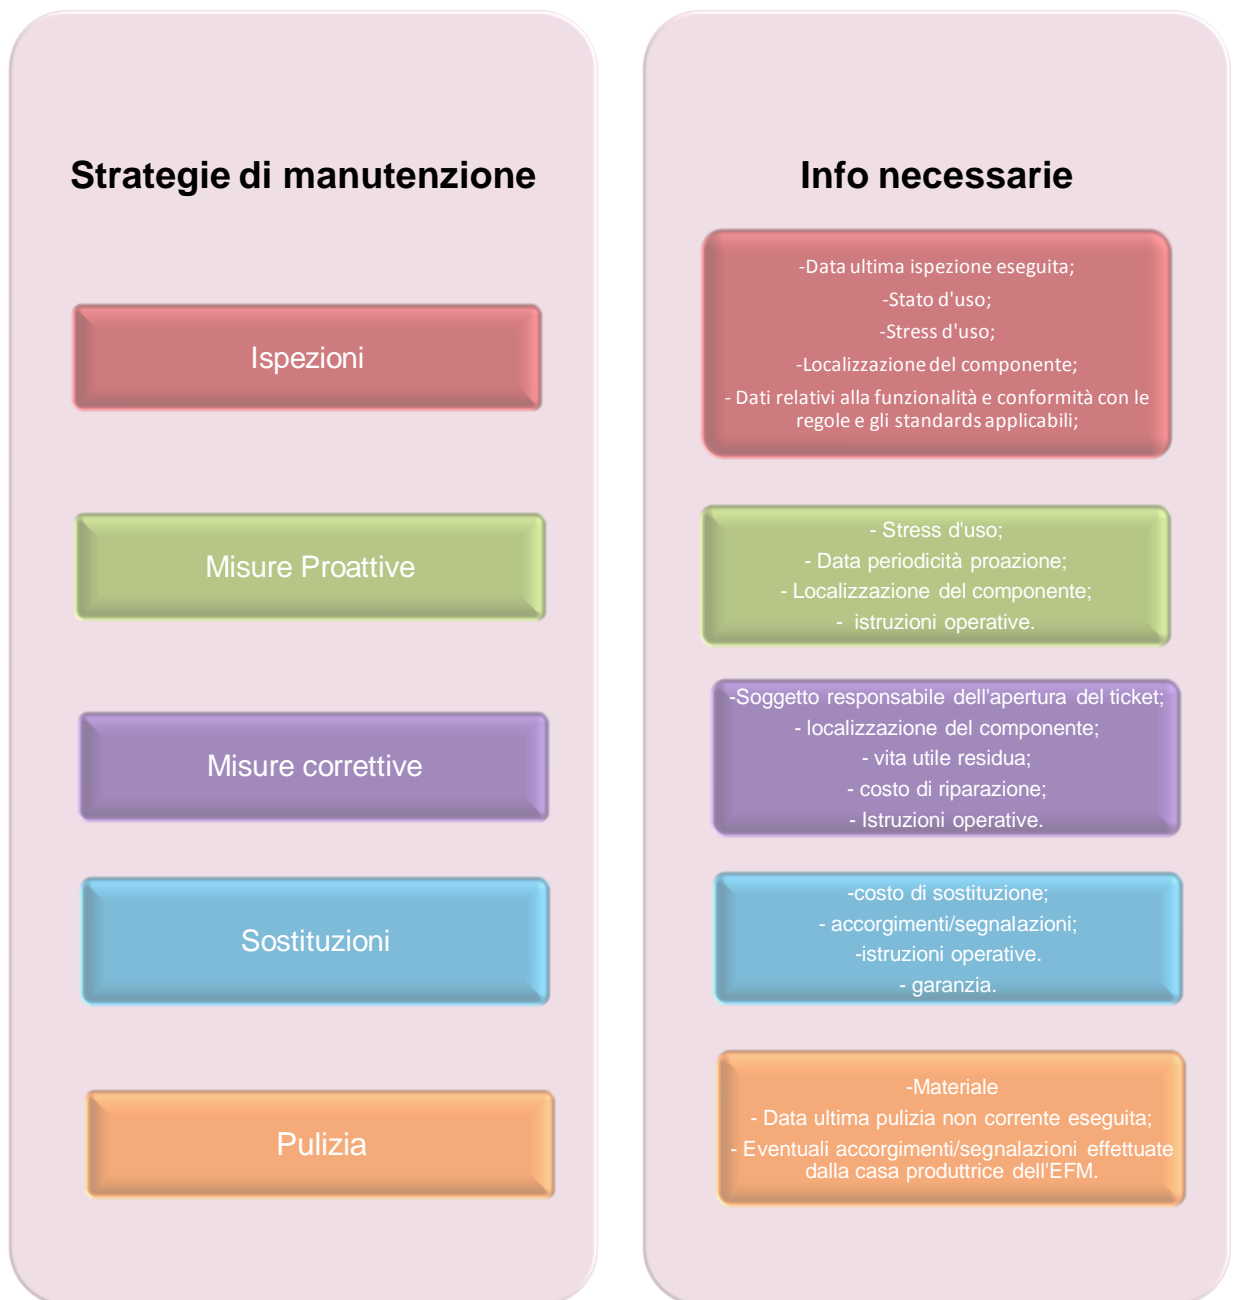 Strategie di manutenzione
Ispezioni
Misure Proattive
Misure correttive
Sostituzioni
Pulizia
Info necessarie
-Data ultima ispezione eseguita;
-Stato d'uso;
-Stress d'uso;
-Localizzazione del componente;
- Dati relativi alla funzionalità e conformità con le
regole e gli standards applicabili;
- Stress d'uso;
- Data periodicità proazione;
- Localizzazione del componente;
- istruzioni operative.
-Soggetto responsabile dell'apertura del ticket;
- localizzazione del componente;
- vita utile residua;
- costo di riparazione;
- Istruzioni operative.
-costo di sostituzione;
- accorgimenti/segnalazioni;
-istruzioni operative.
- garanzia.
-Materiale
- Data ultima pulizia non corrente eseguita;
- Eventuali accorgimenti/segnalazioni effettuate
dalla casa produttrice dell'EFM.